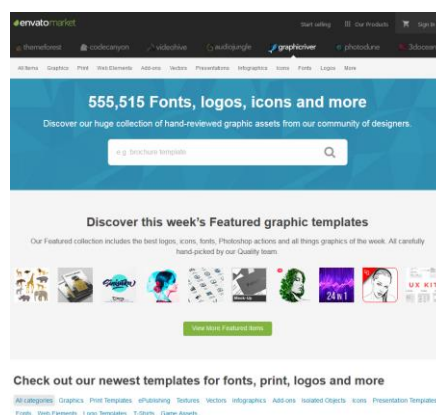 envatomarket
Start selling Our Products Sign In
themeforest codecanyon videohive audiojungle graphicriver photodune 3docean
All Items Graphics Print Web Elements Add-ons Vectors Presentations Infographics Icons Fonts Logos More
555,515 Fonts, logos, icons and more
Discover our huge collection of hand-reviewed graphic assets from our community of designers.
e.g. brochure template
Discover this week's Featured graphic templates
Our Featured collection includes the best logos, icons, fonts, Photoshop actions and all things graphics of the week. All carefully
hand-picked by our Quality team.
Mock-Up
24 IN 1
UX KIT
View More Featured Items
Check out our newest templates for fonts, print, logos and more
All categories Graphics Print Templates ePublishing Textures Vectors Infographics Add-ons Isolated Objects Icons Presentation Templates
Fonts Web Elements Logo Templates T-Shirts Game Assets